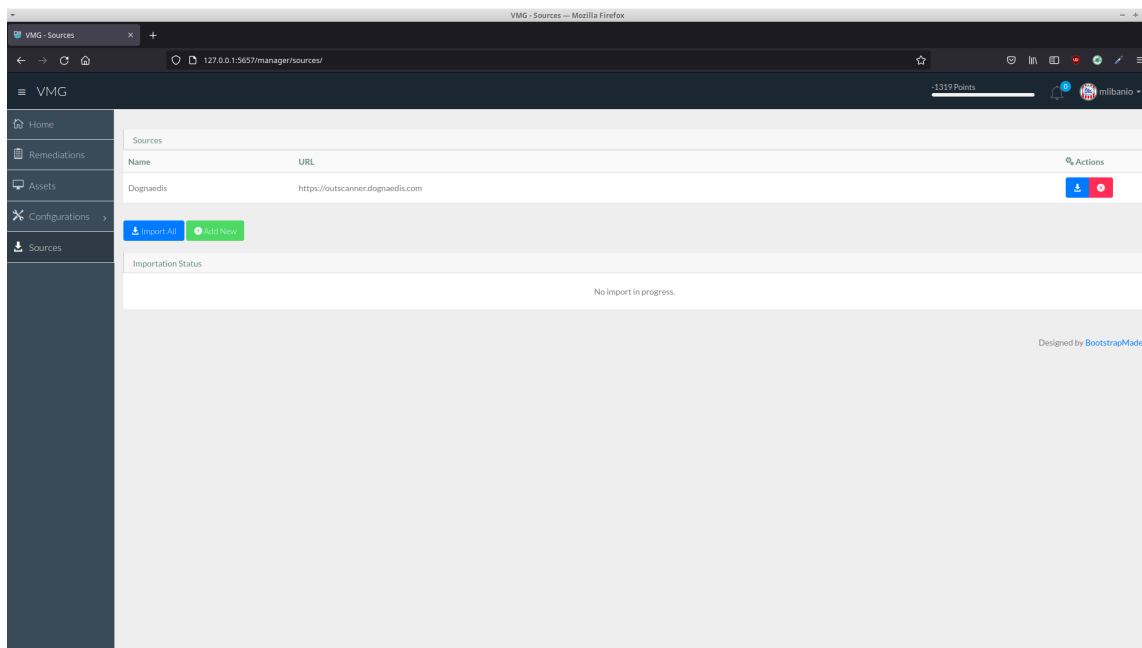 VMG - Sources — Mozilla Firefox
VMG - Sources
127.0.0.1:5657/manager/sources/
VMG
-1319 Points
0
mlibanio
Home
Remediations
Assets
Configurations
Sources
Sources
Name URL Actions
Dognaedis https://outscanner.dognaedis.com
Import All Add New
Importation Status
No import in progress.
Designed by BootstrapMade